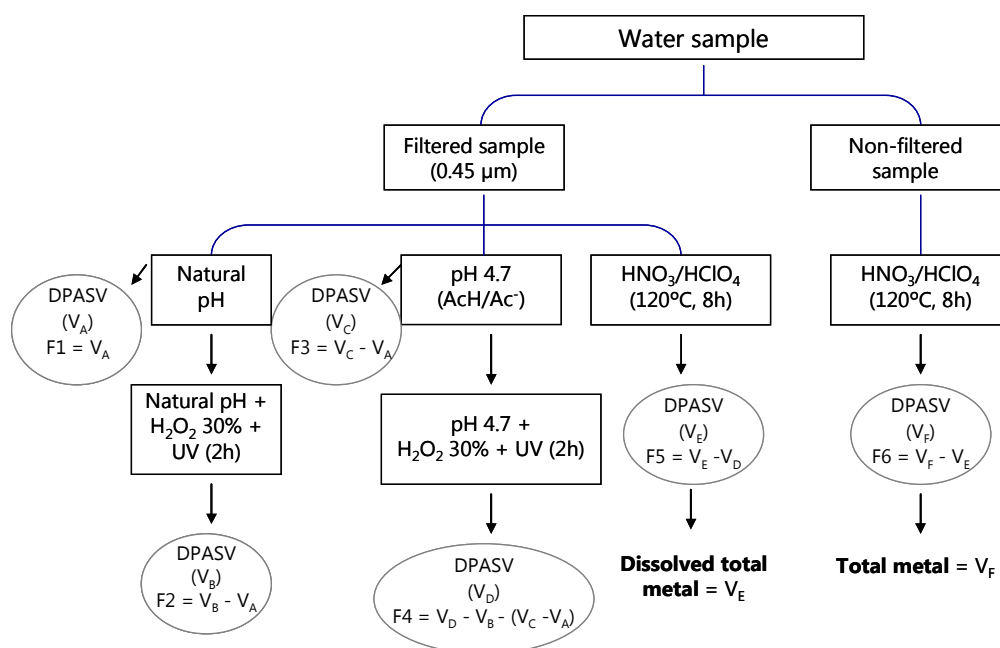 Water sample
Filtered sample
(0.45 µm)
Non-filtered
sample
DPASV
(V_A)
F1 = V_A
Natural
pH
DPASV
(V_C)
F3 = V_C - V_A
pH 4.7
(AcH/Ac⁻)
HNO₃/HClO₄
(120ºC, 8h)
HNO₃/HClO₄
(120ºC, 8h)
Natural pH +
H₂O₂ 30% +
UV (2h)
pH 4.7 +
H₂O₂ 30% + UV (2h)
DPASV
(V_E)
F5 = V_E -V_D
DPASV
(V_F)
F6 = V_F - V_E
DPASV
(V_B)
F2 = V_B - V_A
DPASV
(V_D)
F4 = V_D - V_B - (V_C -V_A)
Dissolved total
metal = V_E
Total metal = V_F